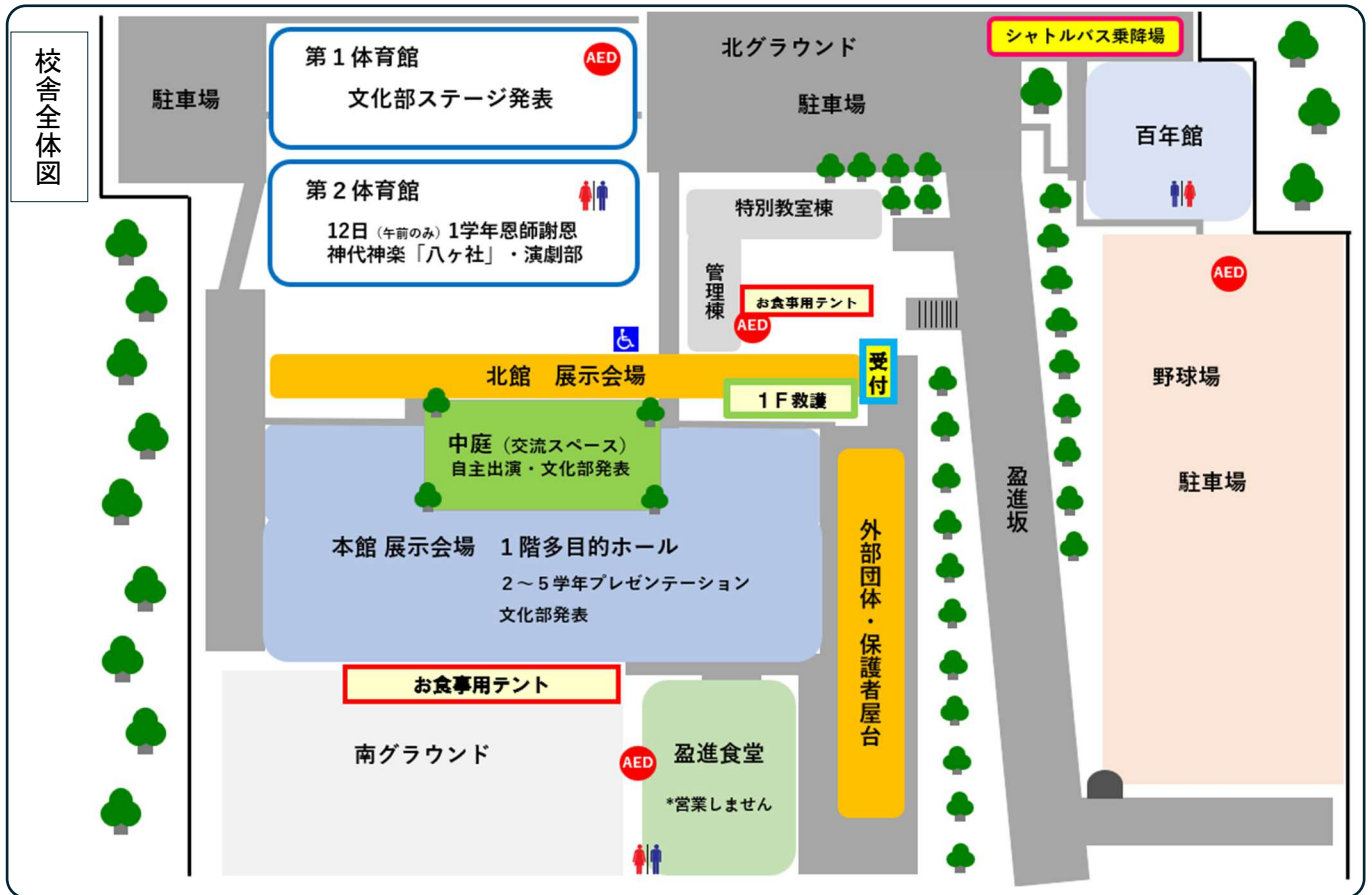 校舎全体図
駐車場
第１体育館
AED
文化部ステージ発表
北グラウンド
駐車場
シャトルバス乗降場
百年館
第２体育館
12日（午前のみ）1学年恩師謝恩
神代神楽「八ヶ社」・演劇部
特別教室棟
管理棟
お食事用テント
AED
AED
北館　展示会場
受付
１Ｆ救護
野球場
駐車場
中庭（交流スペース）
自主出演・文化部発表
盈進坂
本館 展示会場　１階多目的ホール
２～５学年プレゼンテーション
文化部発表
外部団体・保護者屋台
お食事用テント
南グラウンド
AED
盈進食堂
*営業しません